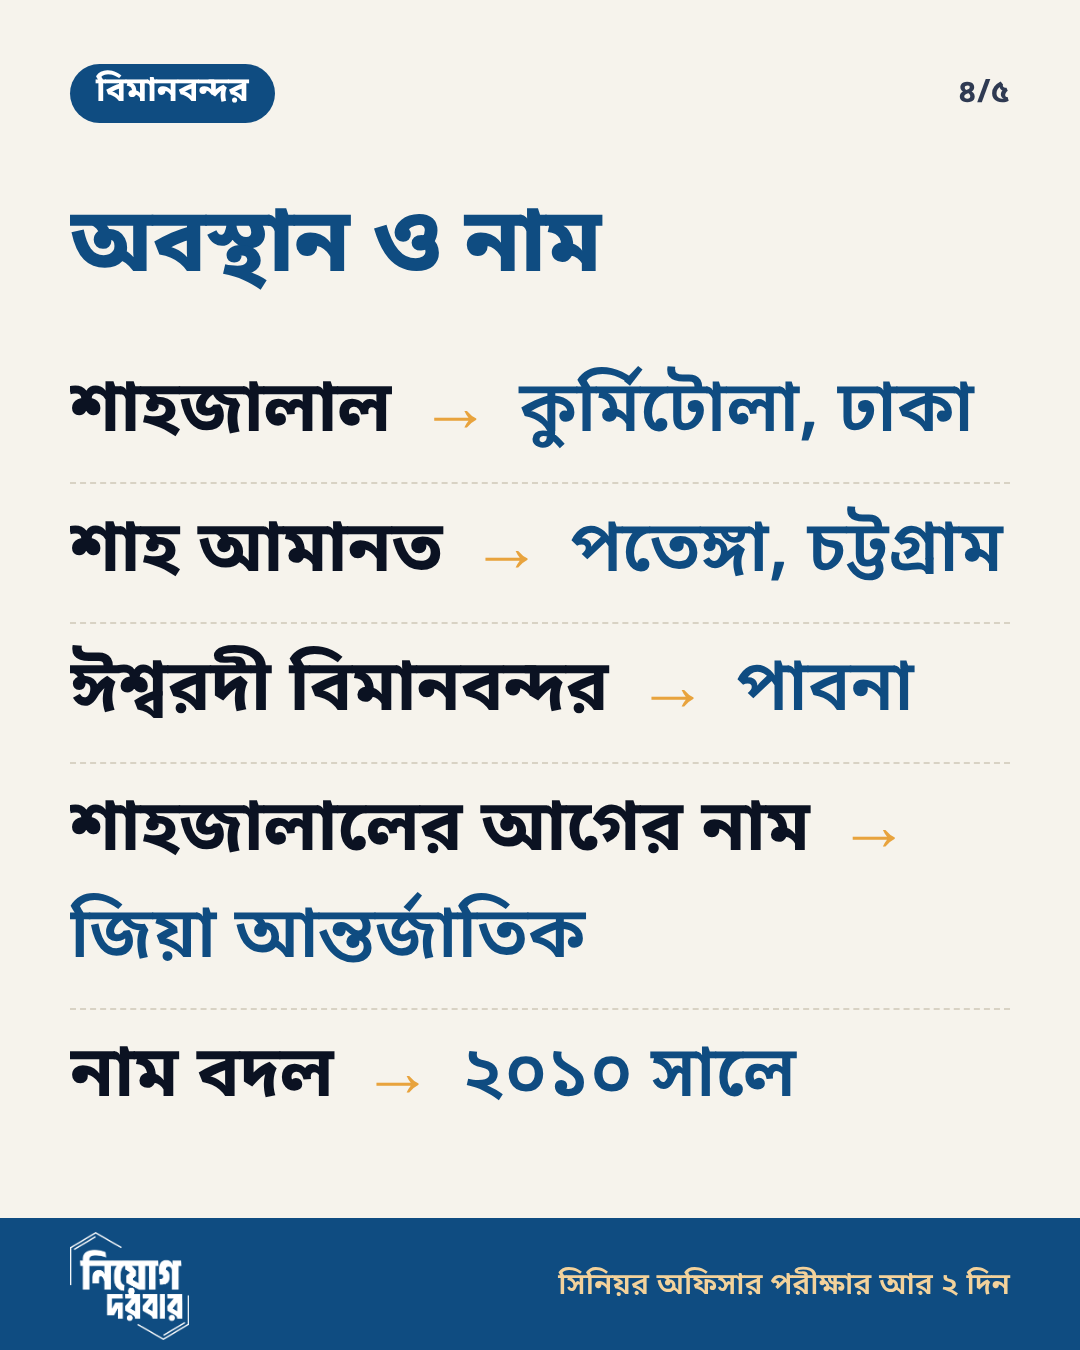 বিমানবন্দর
৪/৫
অবস্থান ও নাম
শাহজালাল → কুর্মিটোলা, ঢাকা
শাহ আমানত → পতেঙ্গা, চট্টগ্রাম
ঈশ্বরদী বিমানবন্দর → পাবনা
শাহজালালের আগের নাম →
জিয়া আন্তর্জাতিক
নাম বদল → ২০১০ সালে
নিয়োগ
দরবার
সিনিয়র অফিসার পরীক্ষার আর ২ দিন